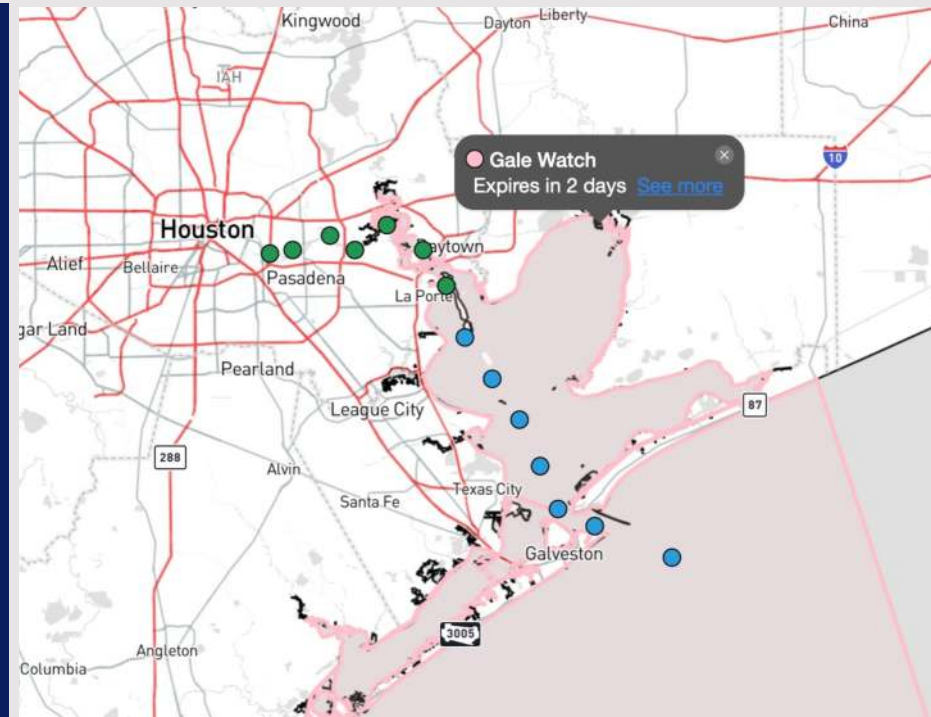 Kingwood
Dayton
Liberty
China
IAH
Gale Watch
Expires in 2 days See more
10
Houston
Baytown
Alief
Bellaire
Pasadena
La Porte
gar Land
Pearland
League City
87
288
Alvin
Texas City
Santa Fe
Galveston
3005
Angleton
Columbia